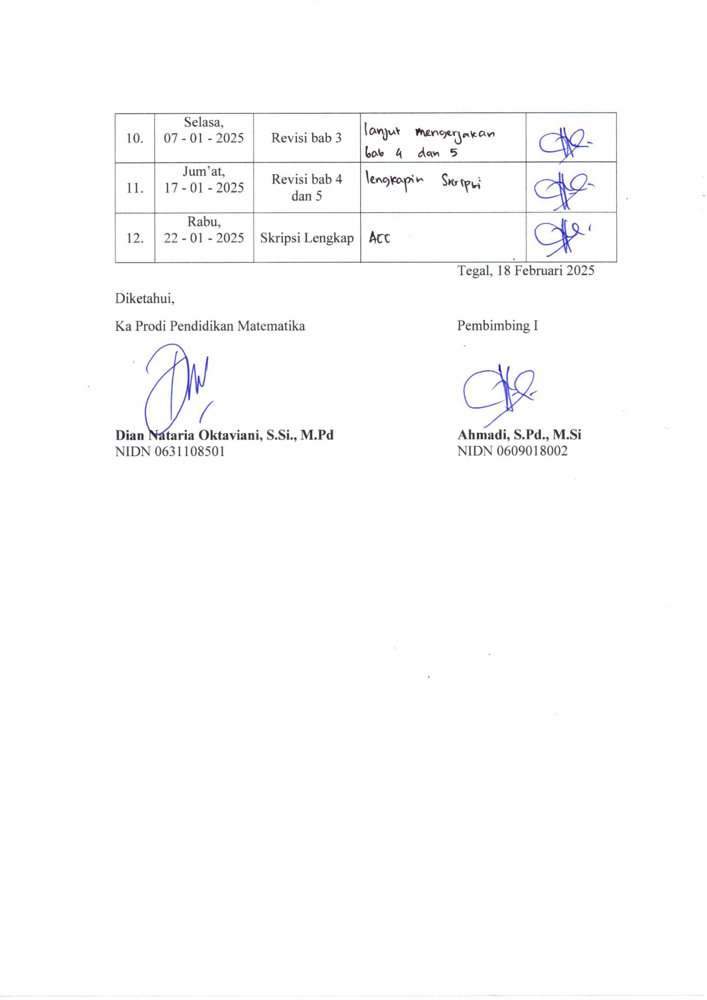 Selasa,
10. 07 - 01 - 2025 Revisi bab 3 lanjut mengerjakan
bab 4 dan 5
Jum'at,
11. 17 - 01 - 2025 Revisi bab 4 lengkapin Skripsi
dan 5
Rabu,
12. 22 - 01 - 2025 Skripsi Lengkap ACC
Tegal, 18 Februari 2025
Diketahui,
Ka Prodi Pendidikan Matematika Pembimbing I
Dian Nataria Oktaviani, S.Si., M.Pd Ahmadi, S.Pd., M.Si
NIDN 0631108501 NIDN 0609018002